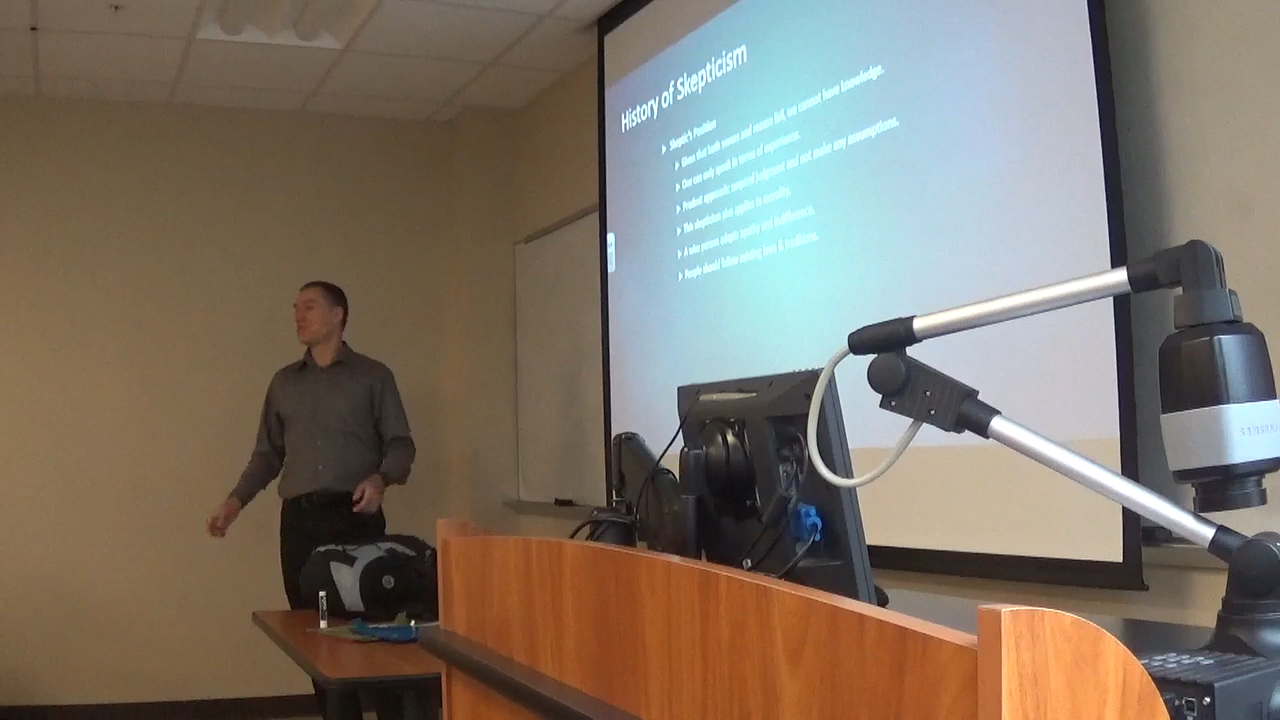 History of Skepticism
Skeptic's Position
Given that both senses and reason fail, we cannot have knowledge.
One can only speak in terms of experience.
Prudent approach: suspend judgment and not make any assumptions.
This skepticism also applies to morality.
A wise person adopts apathy and indifference.
People should follow existing laws & traditions.